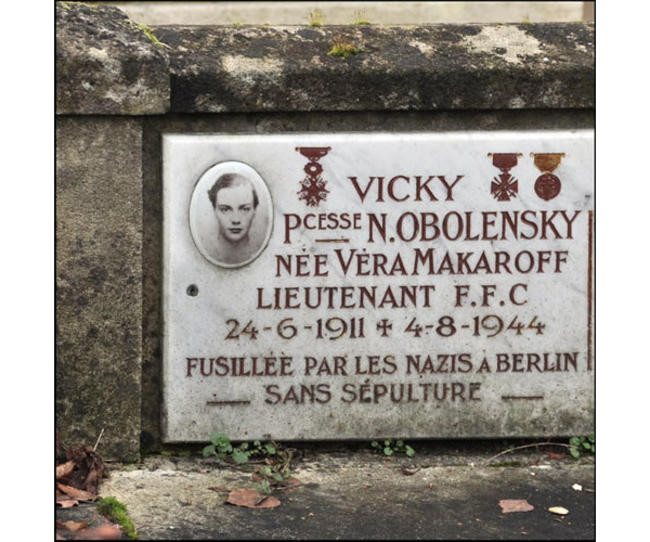 VICKY
PCESSE N.OBOLENSKY
NÉE VÉRA MAKAROFF
LIEUTENANT F.F.C
24-6-1911 ✝ 4-8-1944
FUSILLÉE PAR LES NAZIS A BERLIN
SANS SÉPULTURE